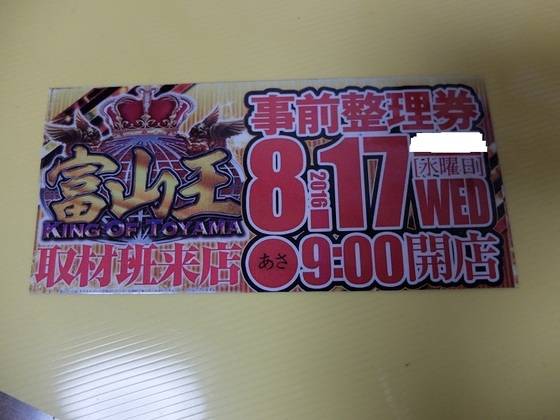 富山王
KING OF TOYAMA
取材班来店
事前整理券
8
2016
17
[水曜日]
WED
あさ
9:00開店